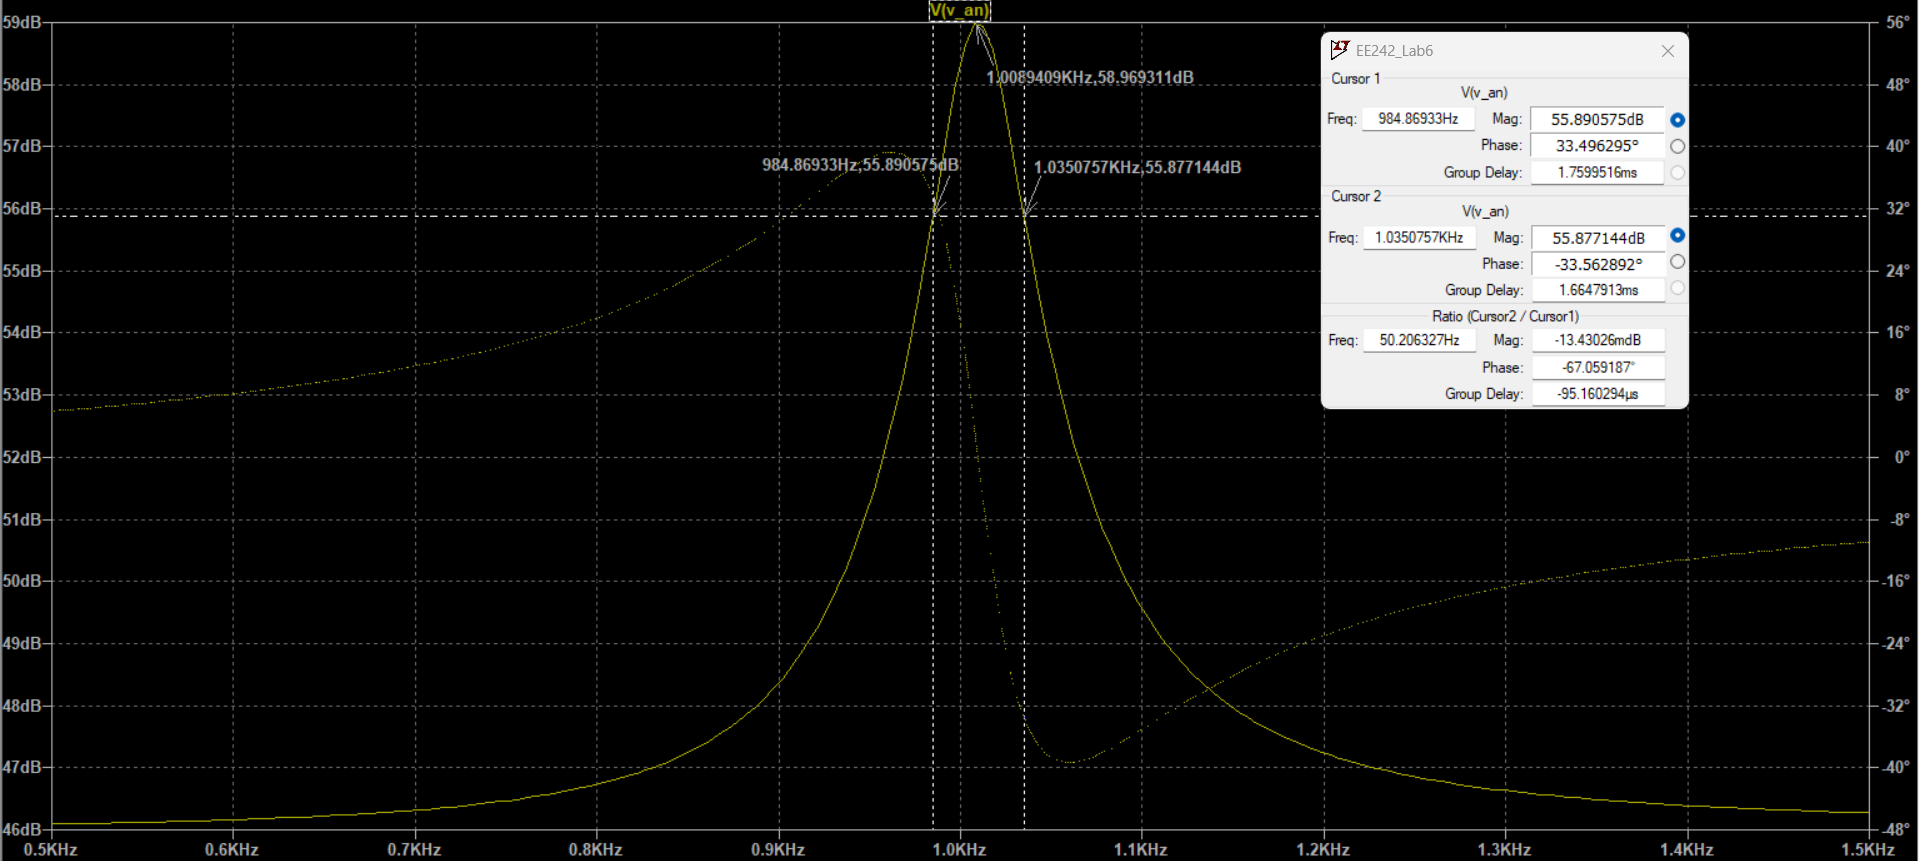 V(v_an)
59dB
58dB
57dB
56dB
55dB
54dB
53dB
52dB
51dB
50dB
49dB
48dB
47dB
46dB
56°
48°
40°
32°
24°
16°
8°
0°
-8°
-16°
-24°
-32°
-40°
-48°
0.5KHz 0.6KHz 0.7KHz 0.8KHz 0.9KHz 1.0KHz 1.1KHz 1.2KHz 1.3KHz 1.4KHz 1.5KHz
1.0089409KHz,58.969311dB
984.86933Hz,55.890575dB
1.0350757KHz,55.877144dB
EE242_Lab6
Cursor 1
V(v_an)
Freq: 984.86933Hz Mag: 55.890575dB
Phase: 33.496295°
Group Delay: 1.7599516ms
Cursor 2
V(v_an)
Freq: 1.0350757KHz Mag: 55.877144dB
Phase: -33.562892°
Group Delay: 1.6647913ms
Ratio (Cursor2 / Cursor1)
Freq: 50.206327Hz Mag: -13.43026mdB
Phase: -67.059187°
Group Delay: -95.160294µs